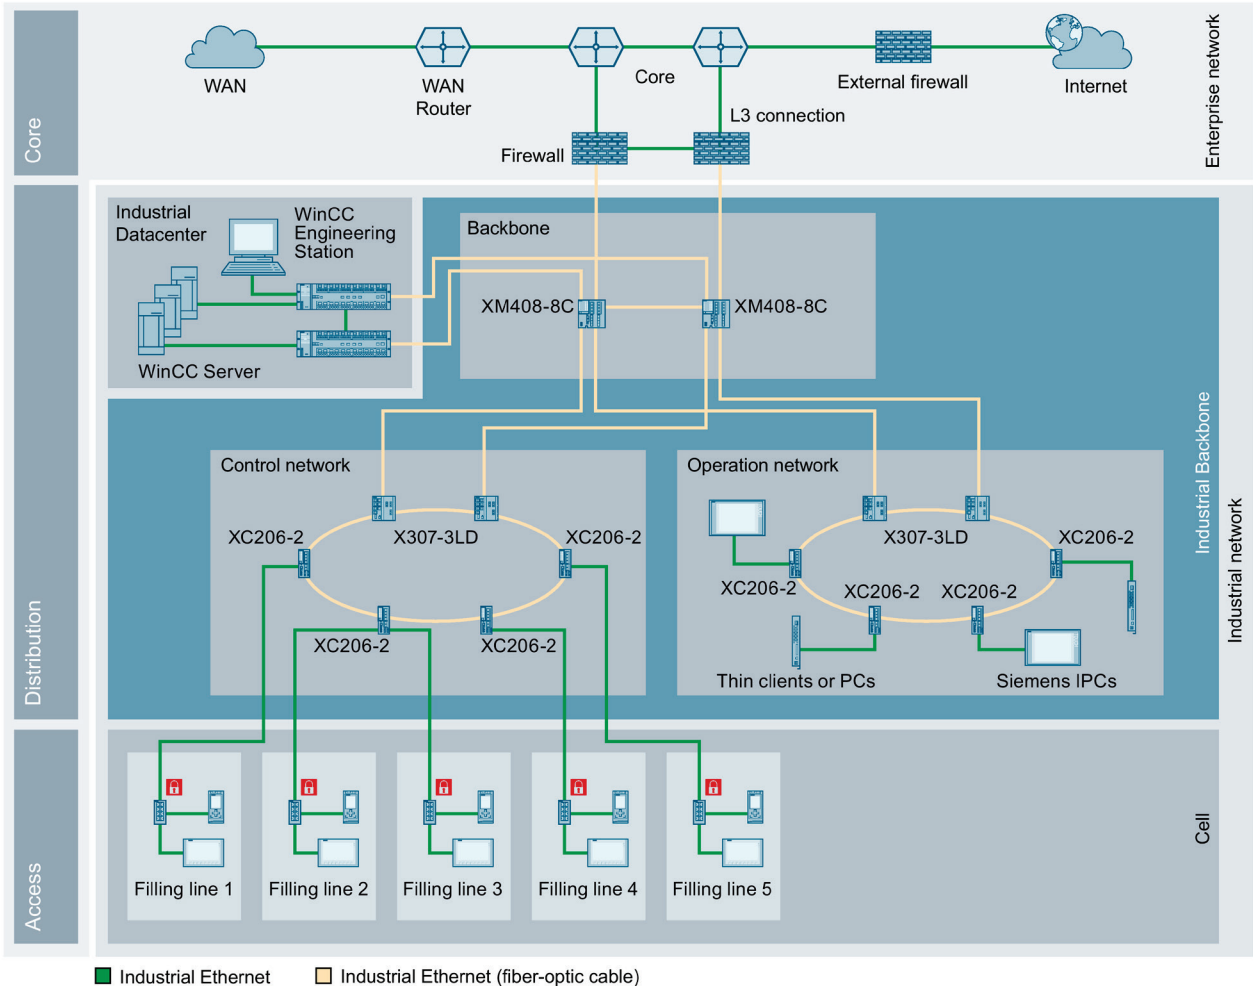 Core
WAN
WAN
Router
Core
External firewall
Internet
L3 connection
Firewall
Enterprise network
Distribution
Industrial
Datacenter
WinCC
Engineering
Station
WinCC Server
Backbone
XM408-8C
XM408-8C
Industrial Backbone
Industrial network
Control network
XC206-2
X307-3LD
XC206-2
XC206-2
XC206-2
Operation network
X307-3LD
XC206-2
XC206-2
XC206-2
XC206-2
Thin clients or PCs
Siemens IPCs
Access
Cell
Filling line 1
Filling line 2
Filling line 3
Filling line 4
Filling line 5
Industrial Ethernet
Industrial Ethernet (fiber-optic cable)